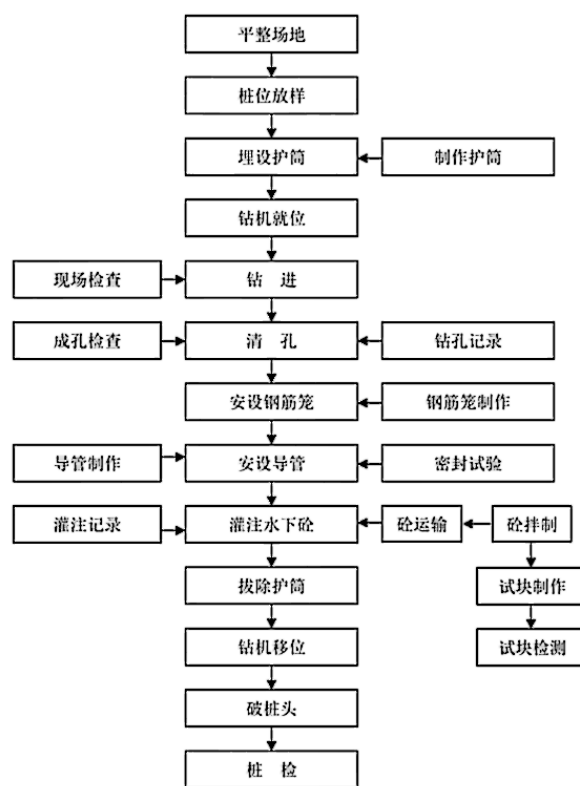 平整场地
桩位放样
埋设护筒
制作护筒
钻机就位
现场检查
钻 进
成孔检查
清 孔
钻孔记录
安设钢筋笼
钢筋笼制作
导管制作
安设导管
密封试验
灌注记录
灌注水下砼
砼运输
砼拌制
拔除护筒
试块制作
钻机移位
试块检测
破桩头
桩 检